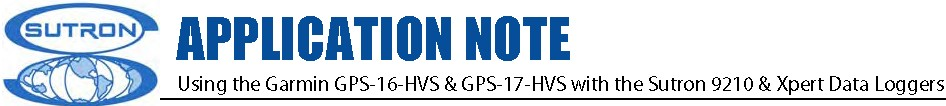 SUTRON
APPLICATION NOTE
Using the Garmin GPS-16-HVS & GPS-17-HVS with the Sutron 9210 & Xpert Data Loggers